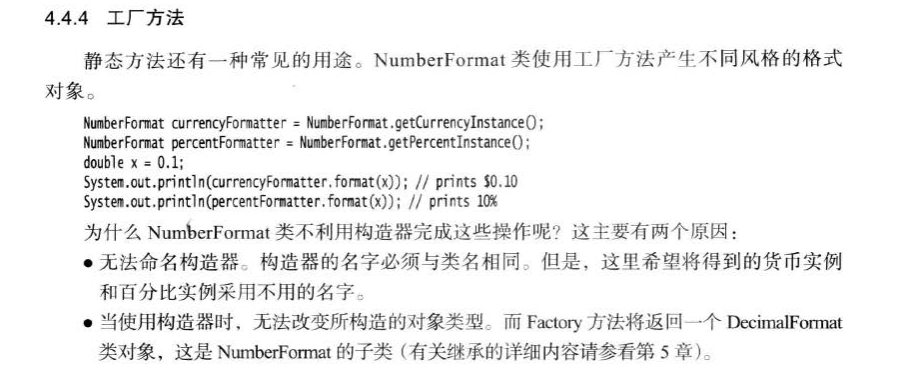 4.4.4 工厂方法
静态方法还有一种常见的用途。NumberFormat 类使用工厂方法产生不同风格的格式
对象。
NumberFormat currencyFormatter = NumberFormat.getCurrencyInstance();
NumberFormat percentFormatter = NumberFormat.getPercentInstance();
double x = 0.1;
System.out.println(currencyFormatter.format(x)); // prints $0.10
System.out.println(percentFormatter.format(x)); // prints 10%
为什么 NumberFormat 类不利用构造器完成这些操作呢？这主要有两个原因：
● 无法命名构造器。构造器的名字必须与类名相同。但是，这里希望将得到的货币实例
和百分比实例采用不用的名字。
● 当使用构造器时，无法改变所构造的对象类型。而 Factory 方法将返回一个 DecimalFormat
类对象，这是 NumberFormat 的子类（有关继承的详细内容请参看第 5 章）。